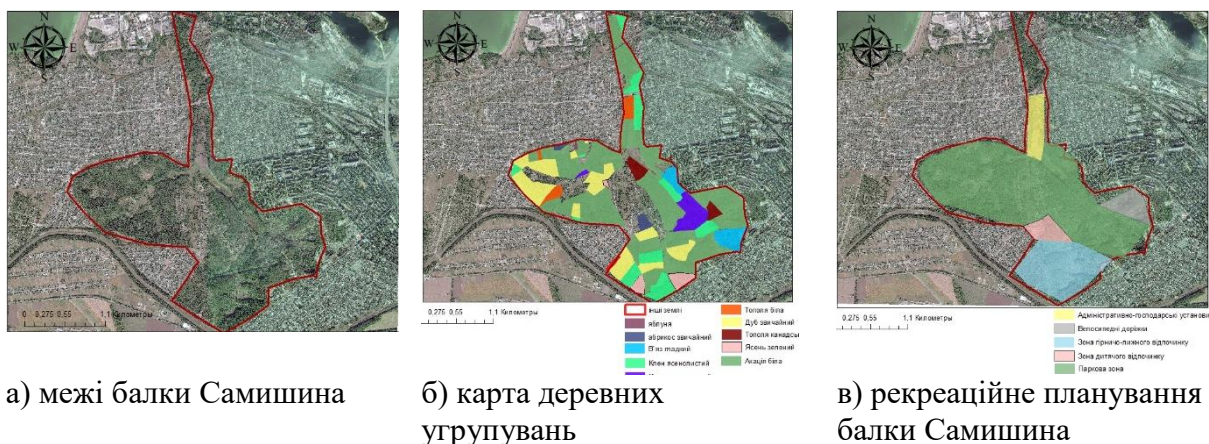 N
W E
S
0 0,275 0,55 1,1 Километры
а) межі балки Самишина
N
W E
S
0,275 0,55 1,1 Километры
Інші землі
яблуня
абрикос звичайний
В'яз гладкий
Клен ясенолистий
Тополя біла
Дуб звичайний
Тополя канадськ
Ясень зелений
Акація біла
б) карта деревних
угрупувань
N
W E
S
0,275 0,55 1,1 Километры
Адміністративно-господарські установи
Велосипедні доріжки
Зона гірничо-лижного відпочинку
Зона дитячого відпочинку
Паркова зона
в) рекреаційне планування
балки Самишина